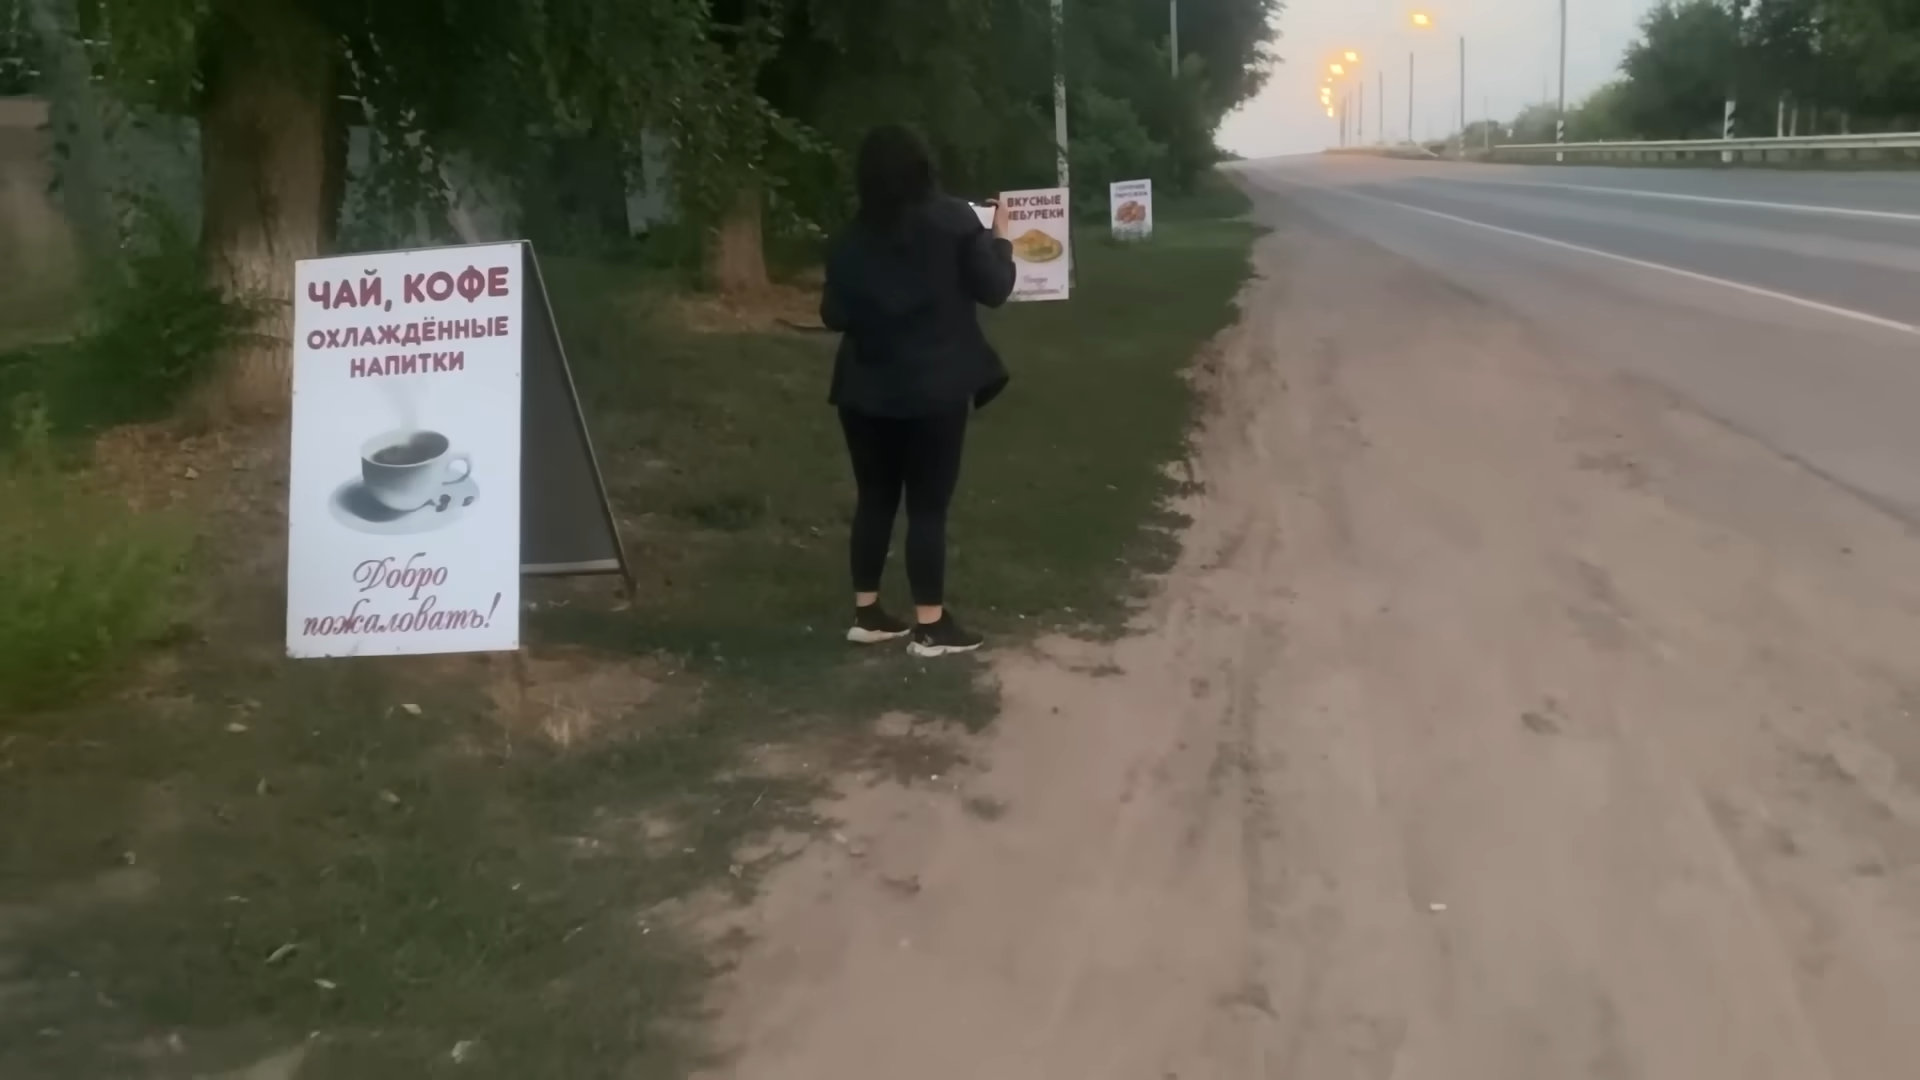 ЧАЙ, КОФЕ
ОХЛАЖДЁННЫЕ
НАПИТКИ
Добро
пожаловать!
ВКУСНЫЕ
ЧЕБУРЕКИ